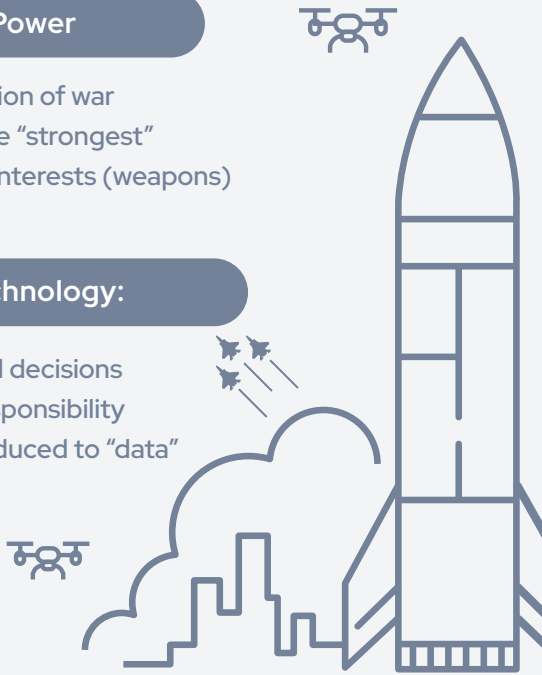 Power
ion of war
e “strongest”
nterests (weapons)
chnology:
l decisions
ponsibility
duced to “data”